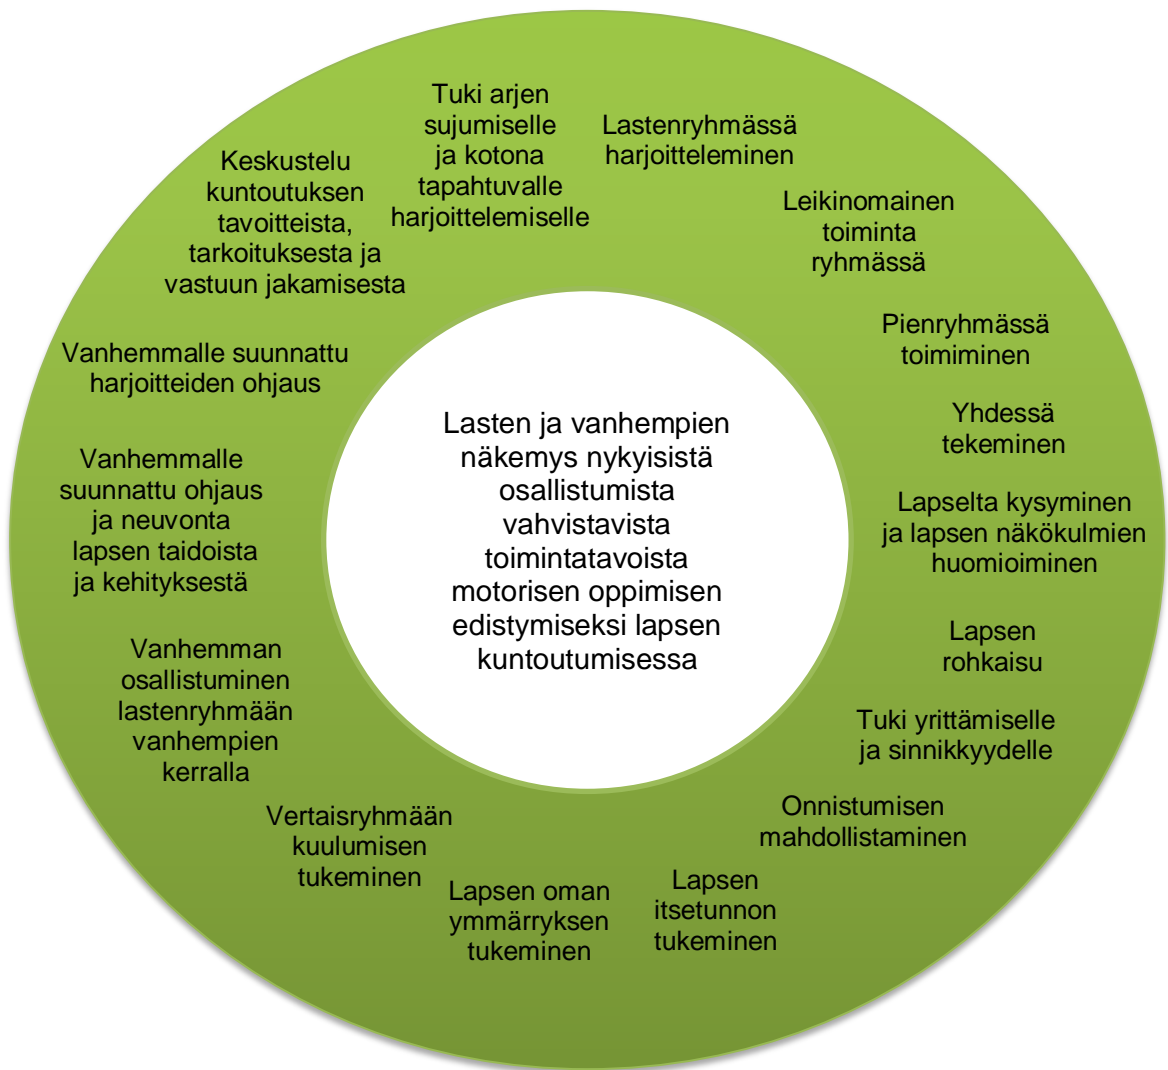 Tuki arjen
sujumiselle
ja kotona
tapahtuvalle
harjoittelemiselle
Lastenryhmässä
harjoitteleminen
Leikinomainen
toiminta
ryhmässä
Pienryhmässä
toimiminen
Yhdessä
tekeminen
Lapselta kysyminen
ja lapsen näkökulmien
huomioiminen
Lapsen
rohkaisu
Tuki yrittämiselle
ja sinnikkyydelle
Onnistumisen
mahdollistaminen
Lapsen
itsetunnon
tukeminen
Lapsen oman
ymmärryksen
tukeminen
Vertaisryhmään
kuulumisen
tukeminen
Vanhemman
osallistuminen
lastenryhmään
vanhempien
kerralla
Vanhemmalle
suunnattu ohjaus
ja neuvonta
lapsen taidoista
ja kehityksestä
Vanhemmalle suunnattu
harjoitteiden ohjaus
Keskustelu
kuntoutuksen
tavoitteista,
tarkoituksesta ja
vastuun jakamisesta
Lasten ja vanhempien
näkemys nykyisistä
osallistumista
vahvistavista
toimintatavoista
motorisen oppimisen
edistymiseksi lapsen
kuntoutumisessa